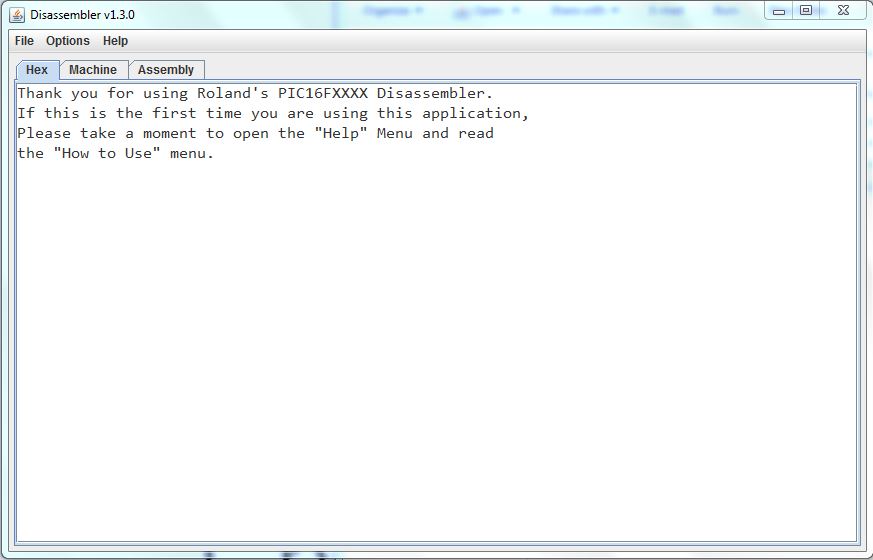 Disassembler v1.3.0
File Options Help
Hex Machine Assembly
Thank you for using Roland's PIC16FXXXX Disassembler.
If this is the first time you are using this application,
Please take a moment to open the "Help" Menu and read
the "How to Use" menu.